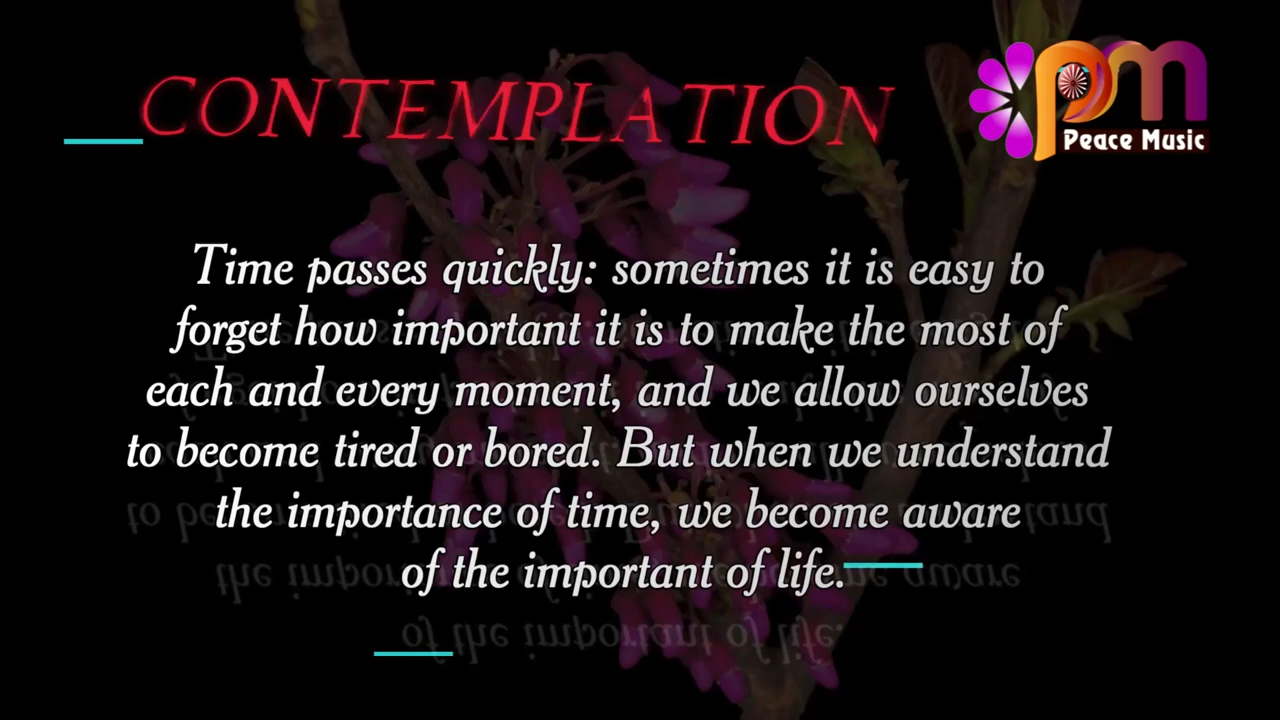 CONTEMPLATION
pm
Peace Music
Time passes quickly: sometimes it is easy to
forget how important it is to make the most of
each and every moment, and we allow ourselves
to become tired or bored. But when we understand
the importance of time, we become aware
of the important of life.